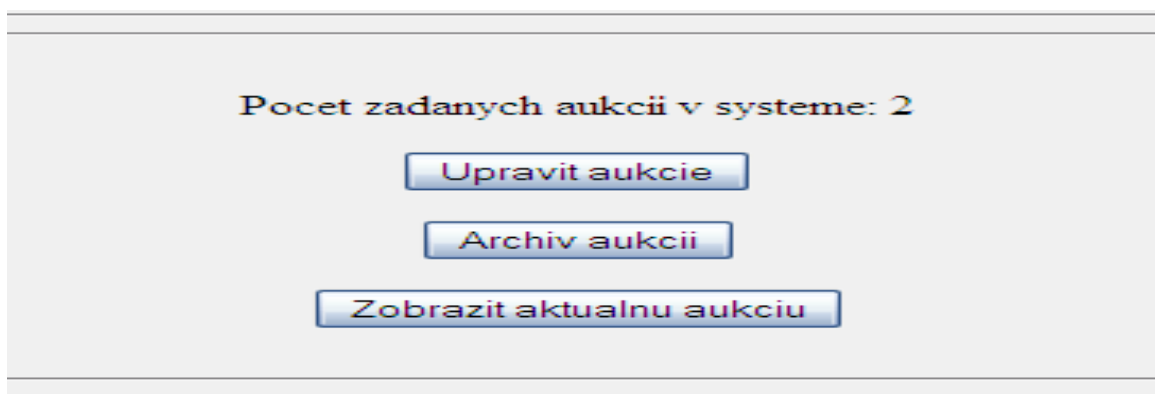 Pocet zadanych aukcii v systeme: 2
Upravit aukcie
Archiv aukcii
Zobrazit aktualnu aukciu